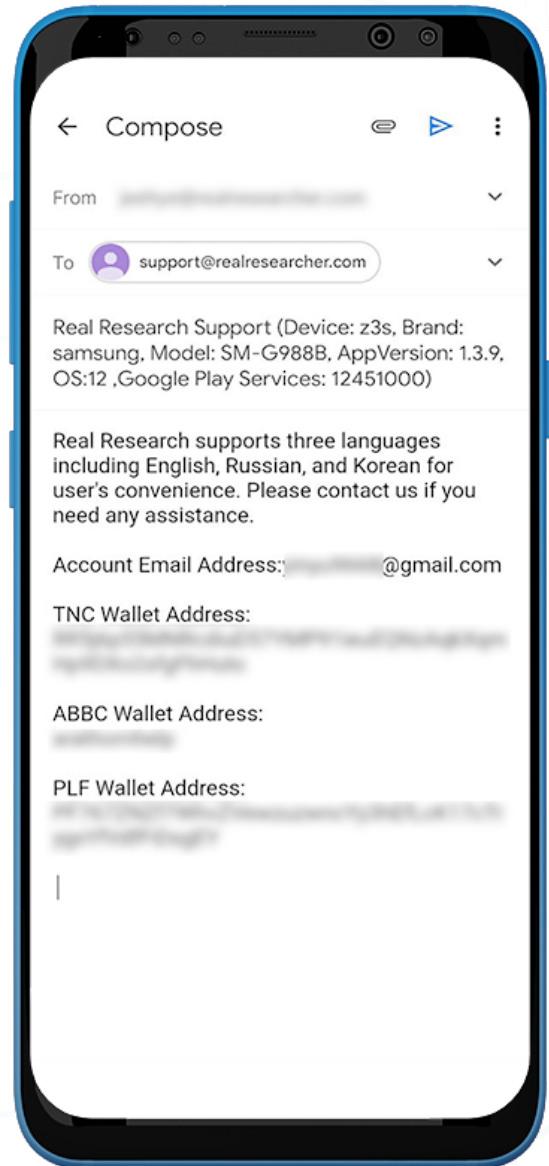 Compose
From
To support@realresearcher.com
Real Research Support (Device: z3s, Brand:
samsung, Model: SM-G988B, AppVersion: 1.3.9,
OS:12 ,Google Play Services: 12451000)
Real Research supports three languages
including English, Russian, and Korean for
user's convenience. Please contact us if you
need any assistance.
Account Email Address: @gmail.com
TNC Wallet Address:
ABBC Wallet Address:
PLF Wallet Address: